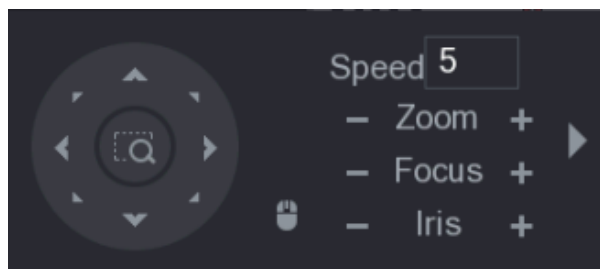 Speed 5
− Zoom +
− Focus +
− Iris +